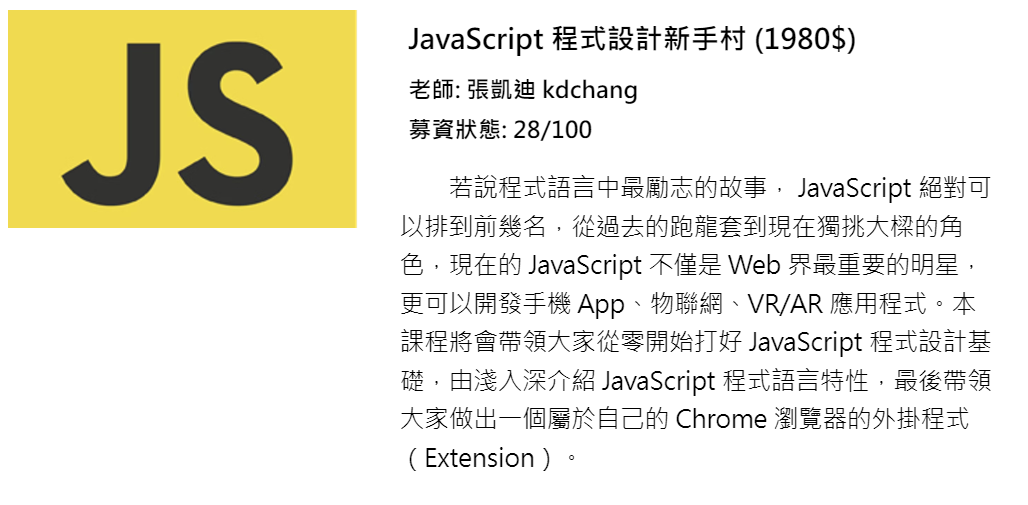 JS
JavaScript 程式設計新手村 (1980$)
老師: 張凱迪 kdchang
募資狀態: 28/100
若說程式語言中最勵志的故事， JavaScript 絕對可
以排到前幾名，從過去的跑龍套到現在獨挑大樑的角
色，現在的 JavaScript 不僅是 Web 界最重要的明星，
更可以開發手機 App、物聯網、VR/AR 應用程式。本
課程將會帶領大家從零開始打好 JavaScript 程式設計基
礎，由淺入深介紹 JavaScript 程式語言特性，最後帶領
大家做出一個屬於自己的 Chrome 瀏覽器的外掛程式
（Extension）。